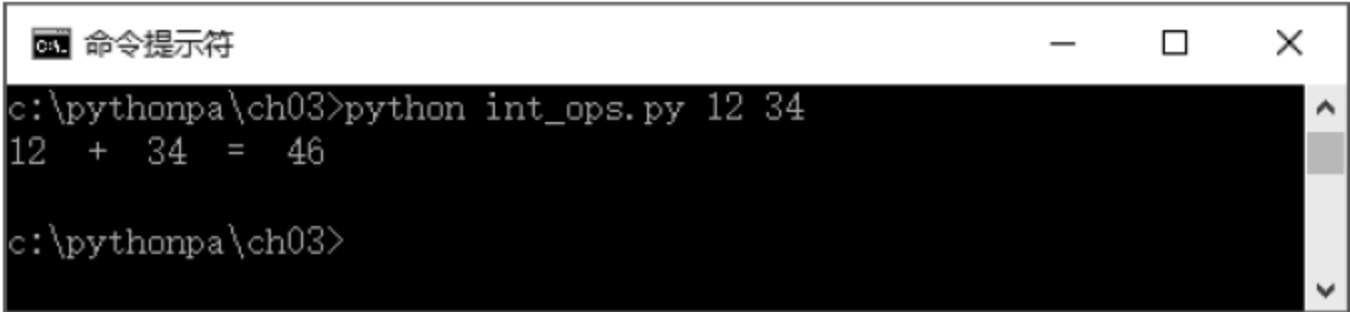 命令提示符
c:\pythonpa\ch03>python int_ops.py 12 34
12  +  34  =  46
c:\pythonpa\ch03>